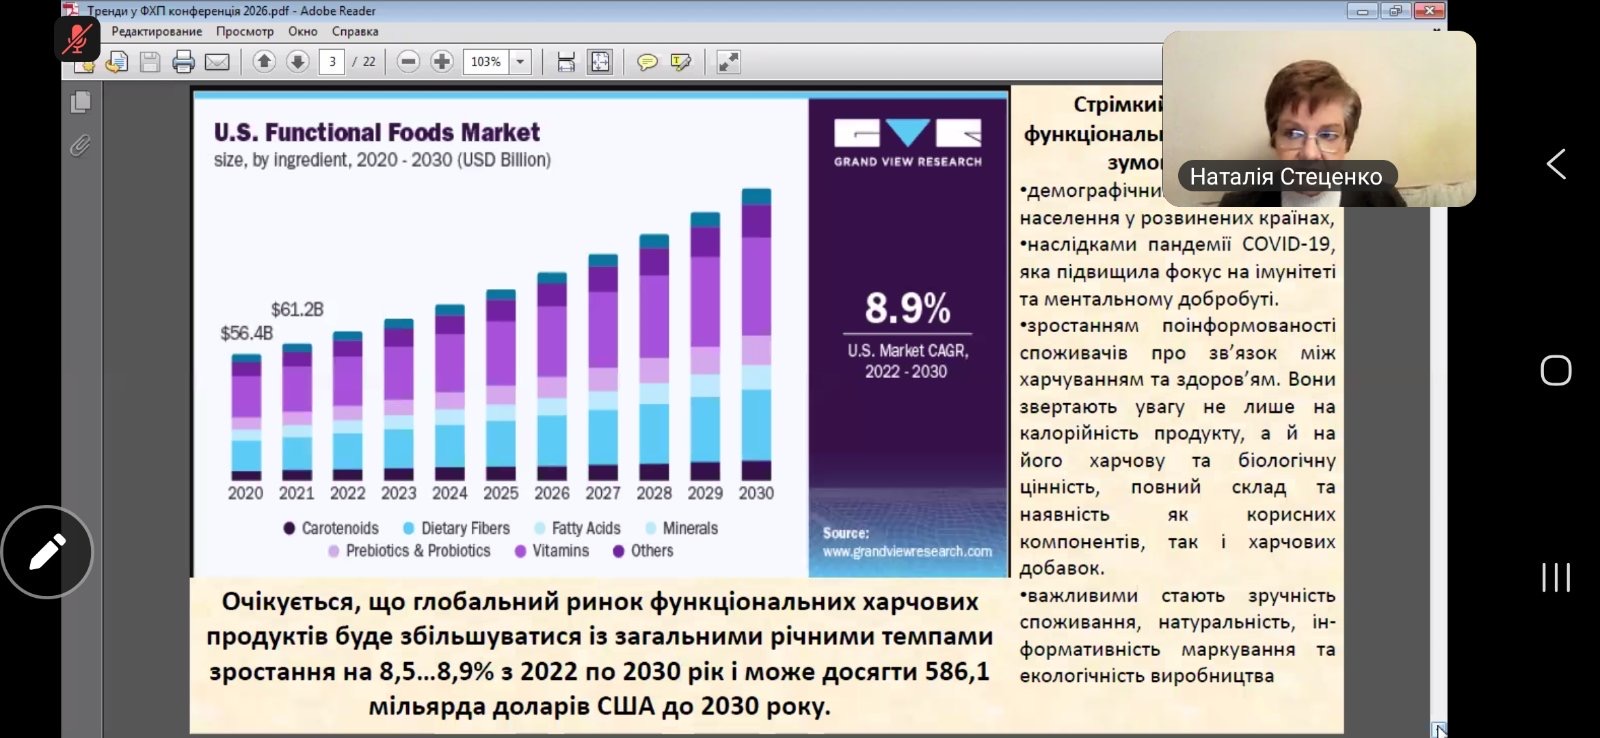 Тренди у ФХП конференція 2026.pdf - Adobe Reader
Редактирование Просмотр Окно Справка
3 / 22 103%
U.S. Functional Foods Market
size, by ingredient, 2020 - 2030 (USD Billion)
$56.4B
$61.2B
2020 2021 2022 2023 2024 2025 2026 2027 2028 2029 2030
Carotenoids Dietary Fibers Fatty Acids Minerals
Prebiotics & Probiotics Vitamins Others
GRAND VIEW RESEARCH
8.9%
U.S. Market CAGR,
2022 - 2030
Source:
www.grandviewresearch.com
Очікується, що глобальний ринок функціональних харчових
продуктів буде збільшуватися із загальними річними темпами
зростання на 8,5...8,9% з 2022 по 2030 рік і може досягти 586,1
мільярда доларів США до 2030 року.
Наталія Стеценко
населення у розвинених країнах,
•наслідками пандемії COVID-19,
яка підвищила фокус на імунітеті
та ментальному добробуті.
•зростанням поінформованості
споживачів про зв’язок між
харчуванням та здоров’ям. Вони
звертають увагу не лише на
калорійність продукту, а й на
його харчову та біологічну
цінність, повний склад та
наявність як корисних
компонентів, так і харчових
добавок.
•важливими стають зручність
споживання, натуральність, ін-
формативність маркування та
екологічність виробництва